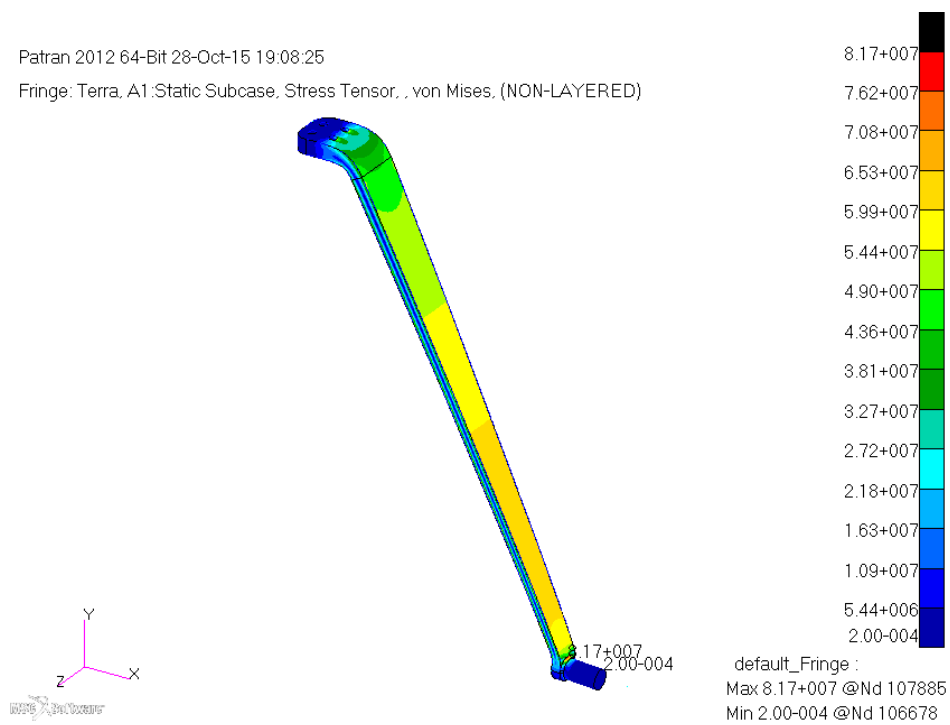 Patran 2012 64-Bit 28-Oct-15 19:08:25
Fringe: Terra, A1:Static Subcase, Stress Tensor, , von Mises, (NON-LAYERED)
8.17+007
7.62+007
7.08+007
6.53+007
5.99+007
5.44+007
4.90+007
4.36+007
3.81+007
3.27+007
2.72+007
2.18+007
1.63+007
1.09+007
5.44+006
2.00-004
8.17+007
2.00-004
Y
X
Z
default_Fringe :
Max 8.17+007 @Nd 107885
Min 2.00-004 @Nd 106678
MSC Software